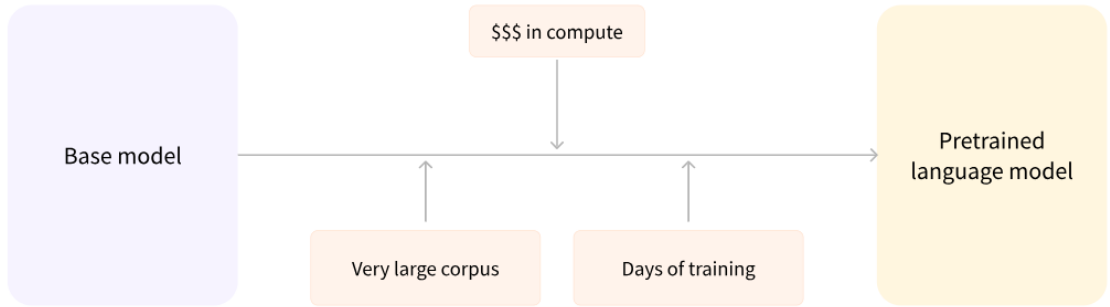 $$$ in compute
Base model
Pretrained
language model
Very large corpus
Days of training